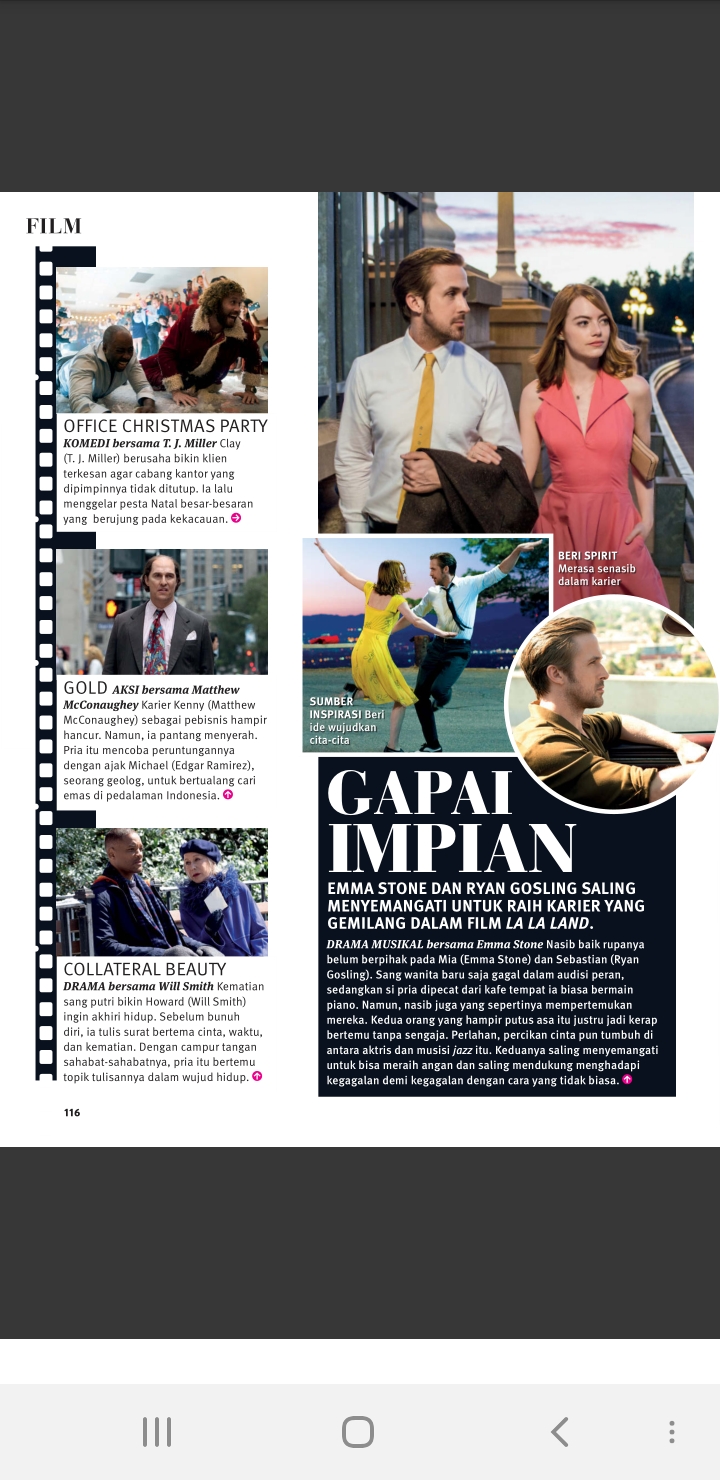 FILM
OFFICE CHRISTMAS PARTY
KOMEDI bersama T. J. Miller Clay
(T. J. Miller) berusaha bikin klien
terkesan agar cabang kantor yang
dipimpinnya tidak ditutup. Ia lalu
menggelar pesta Natal besar-besaran
yang berujung pada kekacauan.
GOLD AKSI bersama Matthew
McConaughey Karier Kenny (Matthew
McConaughey) sebagai pebisnis hampir
hancur. Namun, ia pantang menyerah.
Pria itu mencoba peruntungannya
dengan ajak Michael (Edgar Ramirez),
seorang geolog, untuk bertualang cari
emas di pedalaman Indonesia.
COLLATERAL BEAUTY
DRAMA bersama Will Smith Kematian
sang putri bikin Howard (Will Smith)
ingin akhiri hidup. Sebelum bunuh
diri, ia tulis surat bertema cinta, waktu,
dan kematian. Dengan campur tangan
sahabat-sahabatnya, pria itu bertemu
topik tulisannya dalam wujud hidup.
116
BERI SPIRIT
Merasa senasib
dalam karier
SUMBER
INSPIRASI Beri
ide wujudkan
cita-cita
GAPAI
IMPIAN
EMMA STONE DAN RYAN GOSLING SALING
MENYEMANGATI UNTUK RAIH KARIER YANG
GEMILANG DALAM FILM LA LA LAND.
DRAMA MUSIKAL bersama Emma Stone Nasib baik rupanya
belum berpihak pada Mia (Emma Stone) dan Sebastian (Ryan
Gosling). Sang wanita baru saja gagal dalam audisi peran,
sedangkan si pria dipecat dari kafe tempat ia biasa bermain
piano. Namun, nasib juga yang sepertinya mempertemukan
mereka. Kedua orang yang hampir putus asa itu justru jadi kerap
bertemu tanpa sengaja. Perlahan, percikan cinta pun tumbuh di
antara aktris dan musisi jazz itu. Keduanya saling menyemangati
untuk bisa meraih angan dan saling mendukung menghadapi
kegagalan demi kegagalan dengan cara yang tidak biasa.